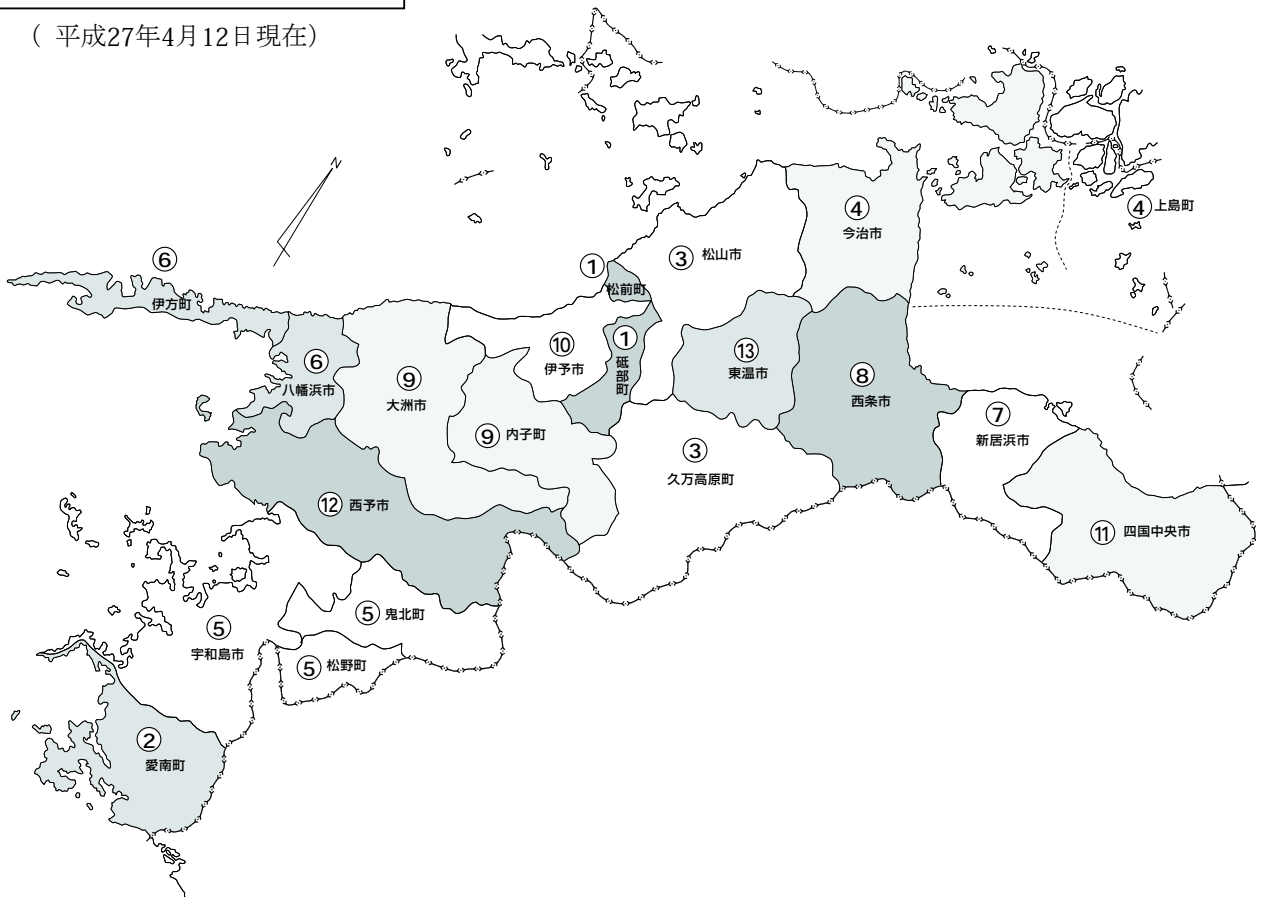 ( 平成27年4月12日現在)
N
④ 上島町
④
今治市
③ 松山市
①
松前町
⑥
伊方町
⑥
八幡浜市
⑨
大洲市
⑩
伊予市
①
砥部町
⑬
東温市
⑧
西条市
⑦
新居浜市
⑨ 内子町
③
久万高原町
⑪ 四国中央市
⑫ 西予市
⑤ 鬼北町
⑤
宇和島市
⑤ 松野町
②
愛南町